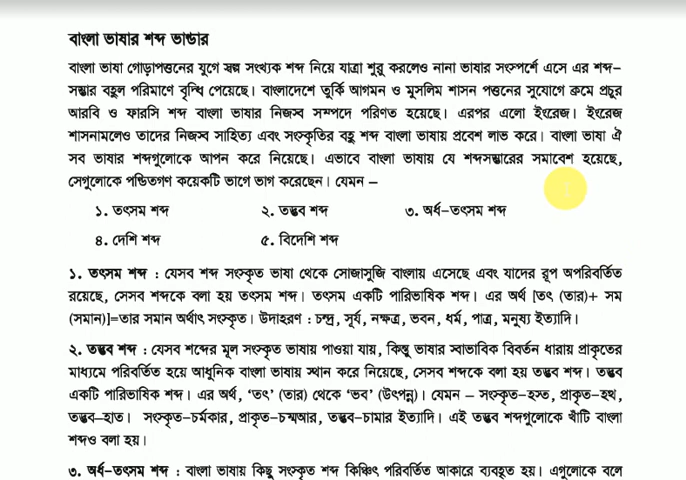 বাংলা ভাষার শব্দ ভাণ্ডার
বাংলা ভাষা গোড়াপত্তনের যুগে স্বল্প সংখ্যক শব্দ নিয়ে যাত্রা শুরু করলেও নানা ভাষার সংস্পর্শে এসে এর শব্দ–
সম্ভার বহুল পরিমাণে বৃদ্ধি পেয়েছে। বাংলাদেশে তুর্কি আগমন ও মুসলিম শাসন পত্তনের সুযোগে ক্রমে প্রচুর
আরবি ও ফারসি শব্দ বাংলা ভাষার নিজস্ব সম্পদে পরিণত হয়েছে। এরপর এলো ইংরেজ। ইংরেজ
শাসনামলেও তাদের নিজস্ব সাহিত্য এবং সংস্কৃতির বহু শব্দ বাংলা ভাষায় প্রবেশ লাভ করে। বাংলা ভাষা ঐ
সব ভাষার শব্দগুলোকে আপন করে নিয়েছে। এভাবে বাংলা ভাষায় যে শব্দসম্ভারের সমাবেশ হয়েছে,
সেগুলোকে পণ্ডিতগণ কয়েকটি ভাগে ভাগ করেছেন। যেমন –
১. তৎসম শব্দ ২. তদ্ভব শব্দ ৩. অর্ধ–তৎসম শব্দ
৪. দেশি শব্দ ৫. বিদেশি শব্দ
১. তৎসম শব্দ : যেসব শব্দ সংস্কৃত ভাষা থেকে সোজাসুজি বাংলায় এসেছে এবং যাদের রূপ অপরিবর্তিত
রয়েছে, সেসব শব্দকে বলা হয় তৎসম শব্দ। তৎসম একটি পারিভাষিক শব্দ। এর অর্থ [তৎ (তার)+ সম
(সমান)]=তার সমান অর্থাৎ সংস্কৃত। উদাহরণ : চন্দ্র, সূর্য, নক্ষত্র, ভবন, ধর্ম, পাত্র, মনুষ্য ইত্যাদি।
২. তদ্ভব শব্দ : যেসব শব্দের মূল সংস্কৃত ভাষায় পাওয়া যায়, কিন্তু ভাষার স্বাভাবিক বিবর্তন ধারায় প্রাকৃতের
মাধ্যমে পরিবর্তিত হয়ে আধুনিক বাংলা ভাষায় স্থান করে নিয়েছে, সেসব শব্দকে বলা হয় তদ্ভব শব্দ। তদ্ভব
একটি পারিভাষিক শব্দ। এর অর্থ, ‘তৎ’ (তার) থেকে ‘ভব’ (উৎপন্ন)। যেমন – সংস্কৃত-হস্ত, প্রাকৃত-হত্থ,
তদ্ভব–হাত। সংস্কৃত-চর্মকার, প্রাকৃত-চম্মআর, তদ্ভব-চামার ইত্যাদি। এই তদ্ভব শব্দগুলোকে খাঁটি বাংলা
শব্দও বলা হয়।
৩. অর্ধ-তৎসম শব্দ : বাংলা ভাষায় কিছু সংস্কৃত শব্দ কিঞ্চিৎ পরিবর্তিত আকারে ব্যবহৃত হয়। এগুলোকে বলে